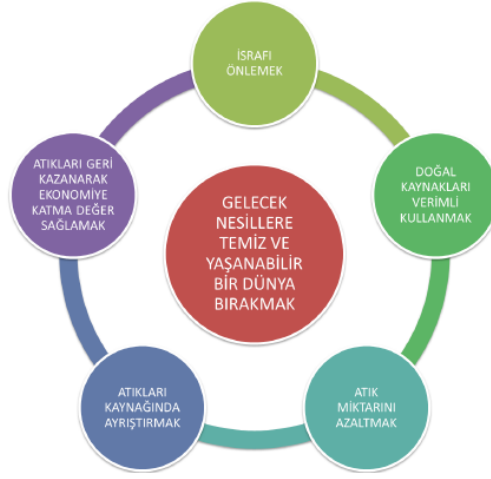 İSRAFI
ÖNLEMEK
DOĞAL
KAYNAKLARI
VERİMLİ
KULLANMAK
ATIK
MİKTARINI
AZALTMAK
ATIKLARI
KAYNAĞINDA
AYRIŞTIRMAK
ATIKLARI GERİ
KAZANARAK
EKONOMİYE
KATMA DEĞER
SAĞLAMAK
GELECEK
NESİLLERE
TEMİZ VE
YAŞANABİLİR
BİR DÜNYA
BIRAKMAK